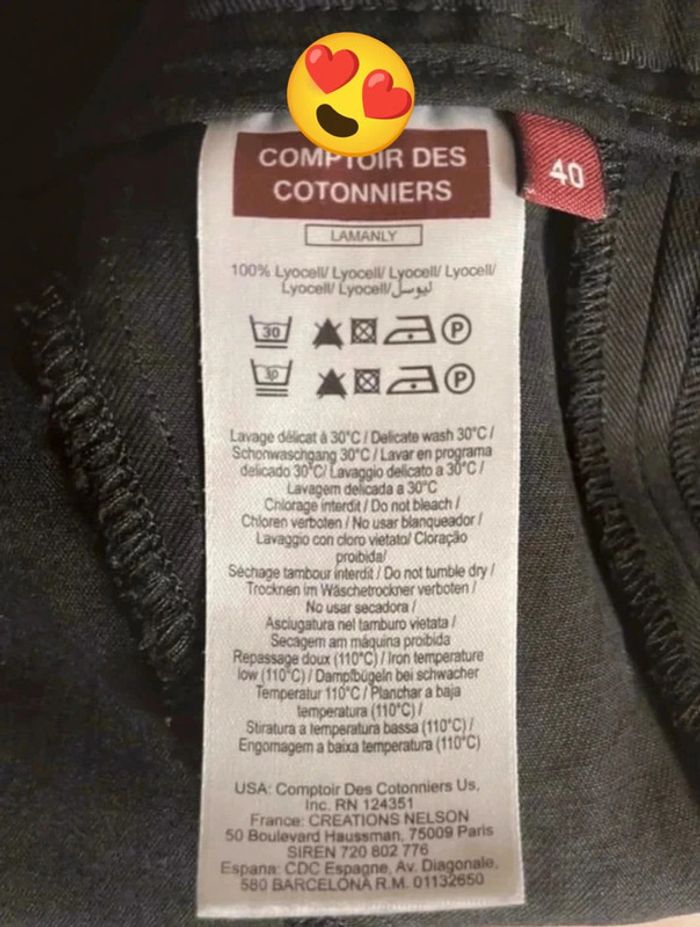 COMPTOIR DES
COTONNIERS
40
LAMANLY
100% Lyocell/ Lyocell/ Lyocell/ Lyocell/
Lyocell/ Lyocell/ليوسل
30 P
30 P
Lavage délicat à 30°C / Delicate wash 30°C /
Schonwaschgang 30°C / Lavar en programa
delicado 30°C/ Lavaggio delicato a 30°C /
Lavagem delicada a 30°C
Chlorage interdit / Do not bleach /
Chloren verboten / No usar blanqueador /
Lavaggio con cloro vietato/ Cloração
proibida/
Séchage tambour interdit / Do not tumble dry /
Trocknen im Wäschetrockner verboten /
No usar secadora /
Asciugatura nel tamburo vietata /
Secagem am máquina proibida
Repassage doux (110°C) / Iron temperature
low (110°C) / Dampfbügeln bei schwacher
Temperatur 110°C / Planchar a baja
temperatura (110°C) /
Stiratura a temperatura bassa (110°C) /
Engomagem a baixa temperatura (110°C)
USA: Comptoir Des Cotonniers Us,
Inc. RN 124351
France: CREATIONS NELSON
50 Boulevard Haussman, 75009 Paris
SIREN 720 802 776
Espana: CDC Espagne, Av. Diagonale,
580 BARCELONA R.M. 01132650